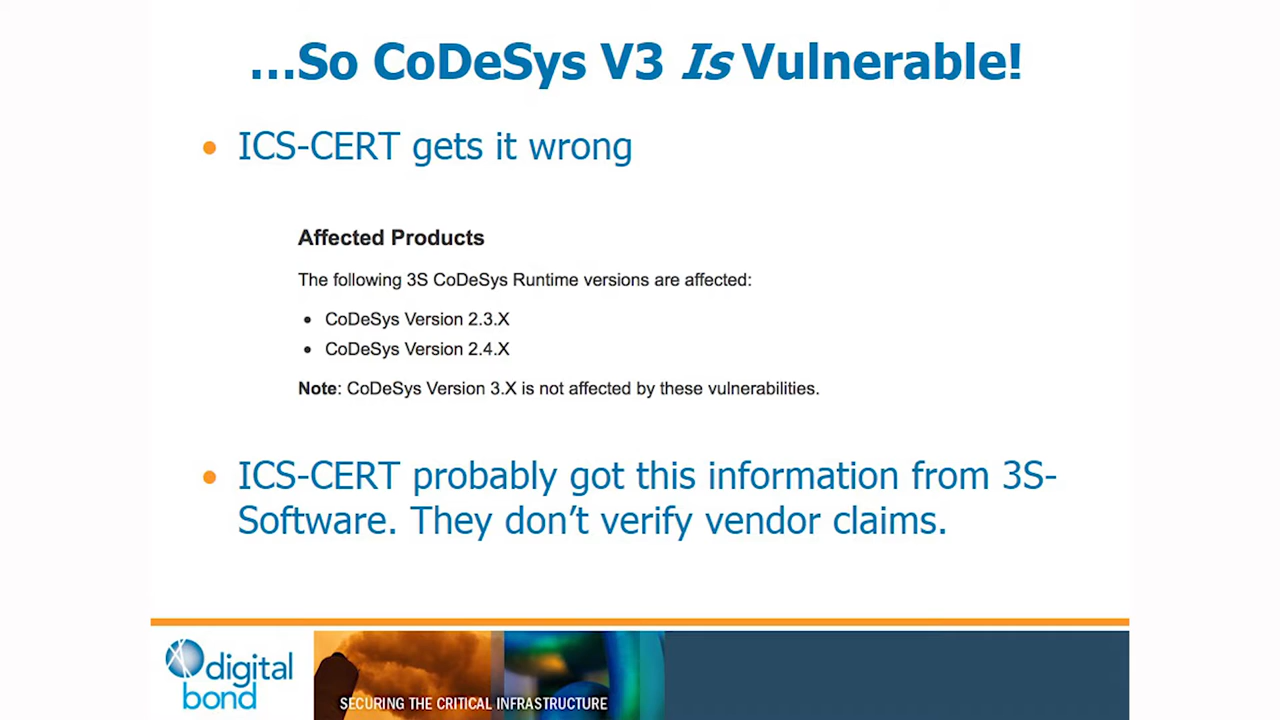 ...So CoDeSys V3 Is Vulnerable!
• ICS-CERT gets it wrong
Affected Products
The following 3S CoDeSys Runtime versions are affected:
• CoDeSys Version 2.3.X
• CoDeSys Version 2.4.X
Note: CoDeSys Version 3.X is not affected by these vulnerabilities.
• ICS-CERT probably got this information from 3S-
Software. They don’t verify vendor claims.
digital
bond
SECURING THE CRITICAL INFRASTRUCTURE